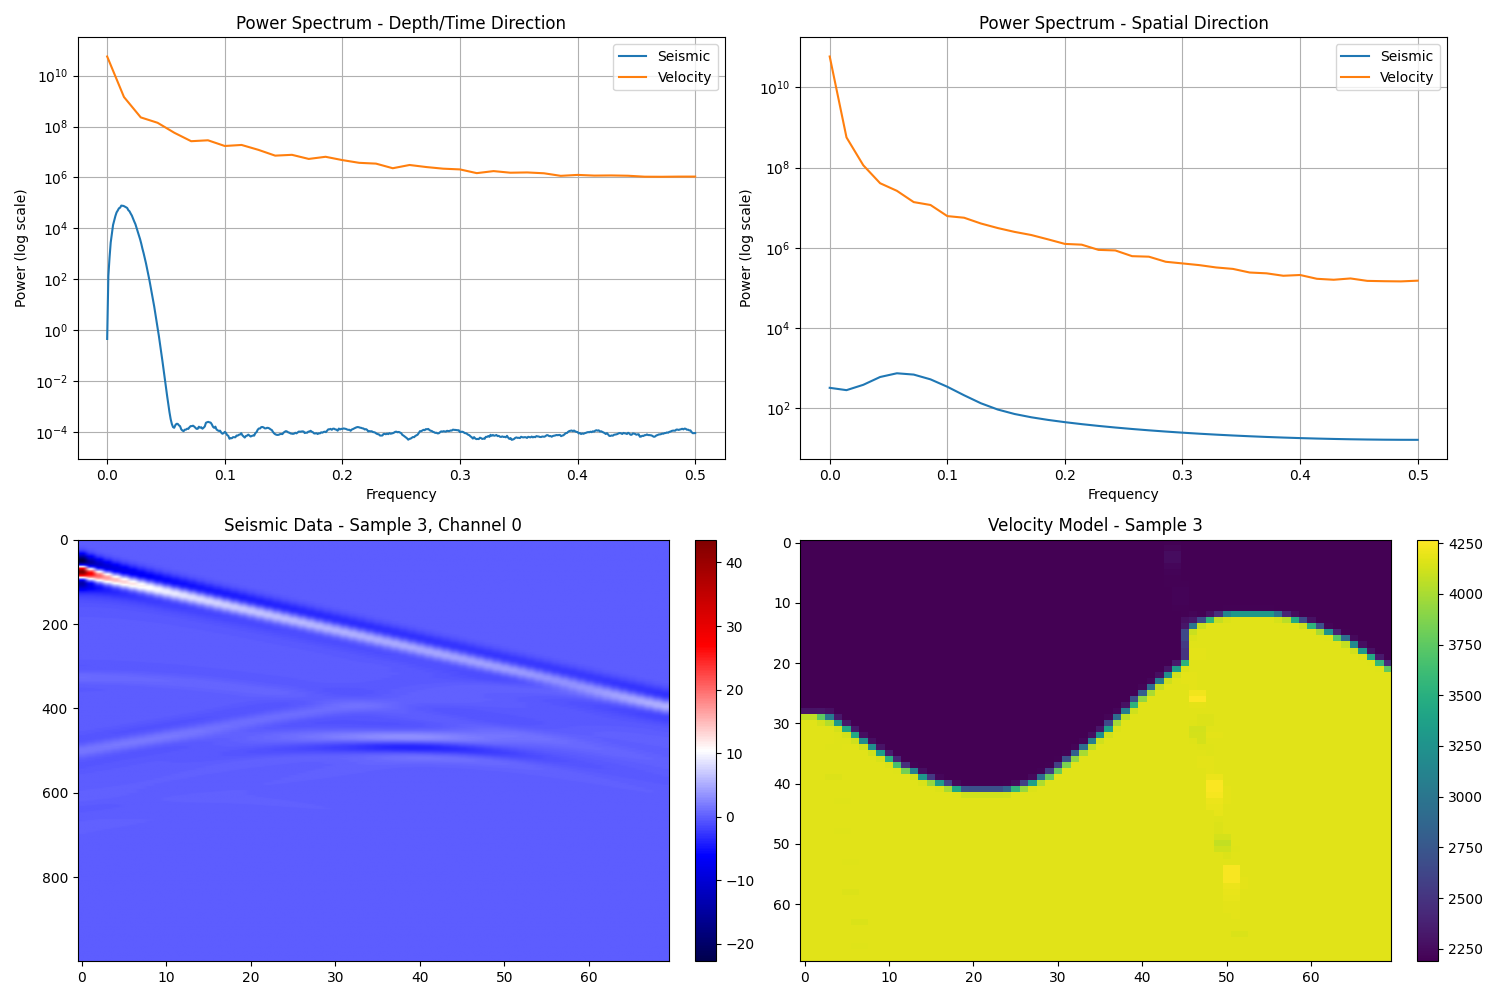 Power Spectrum - Depth/Time Direction
Power (log scale)
10^10
10^8
10^6
10^4
10^2
10^0
10^−2
10^−4
Seismic
Velocity
0.0 0.1 0.2 0.3 0.4 0.5
Frequency
Power Spectrum - Spatial Direction
Power (log scale)
10^10
10^8
10^6
10^4
10^2
Seismic
Velocity
0.0 0.1 0.2 0.3 0.4 0.5
Frequency
Seismic Data - Sample 3, Channel 0
0
200
400
600
800
0 10 20 30 40 50 60
40
30
20
10
0
−10
−20
Velocity Model - Sample 3
0
10
20
30
40
50
60
0 10 20 30 40 50 60
4250
4000
3750
3500
3250
3000
2750
2500
2250